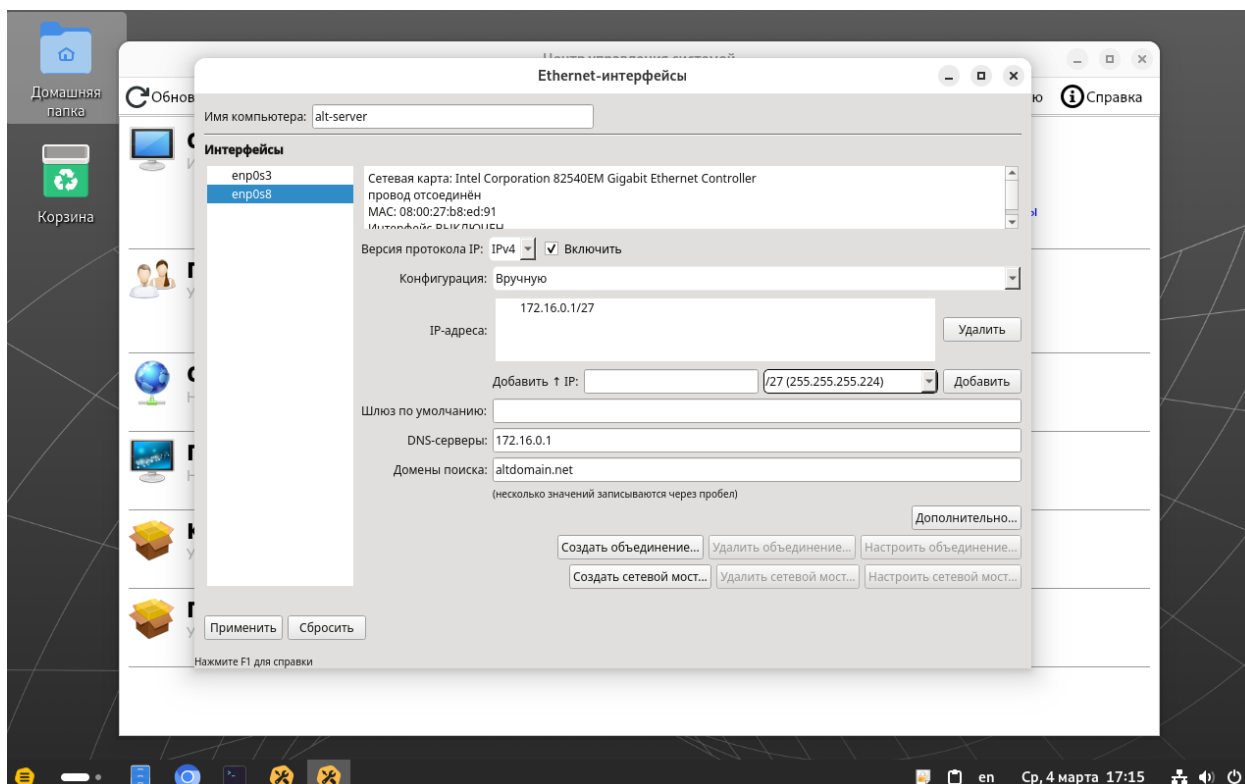 Домашняя
папка
Корзина
Центр управления системой
Обнов
ю
Справка
Ethernet-интерфейсы
Имя компьютера: alt-server
Интерфейсы
enp0s3
enp0s8
Сетевая карта: Intel Corporation 82540EM Gigabit Ethernet Controller
провод отсоединён
MAC: 08:00:27:b8:ed:91
Интерфейс ВЫКЛЮЧЕН
Версия протокола IP: IPv4 Включить
Конфигурация: Вручную
172.16.0.1/27
IP-адреса: Удалить
Добавить ↑ IP: /27 (255.255.255.224) Добавить
Шлюз по умолчанию:
DNS-серверы: 172.16.0.1
Домены поиска: altdomain.net
(несколько значений записываются через пробел)
Дополнительно...
Создать объединение... Удалить объединение... Настроить объединение...
Создать сетевой мост... Удалить сетевой мост... Настроить сетевой мост...
Применить Сбросить
Нажмите F1 для справки
en Ср, 4 марта 17:15